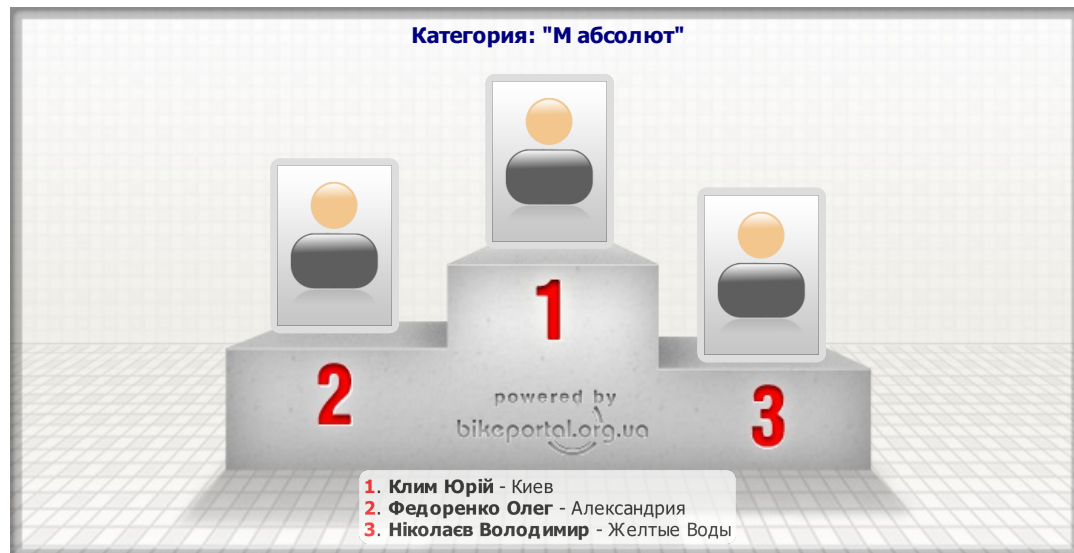 Категория: "М абсолют"
1
2
3
powered by
bikeportal.org.ua
1. Клим Юрій - Киев
2. Федоренко Олег - Александрия
3. Ніколаєв Володимир - Желтые Воды